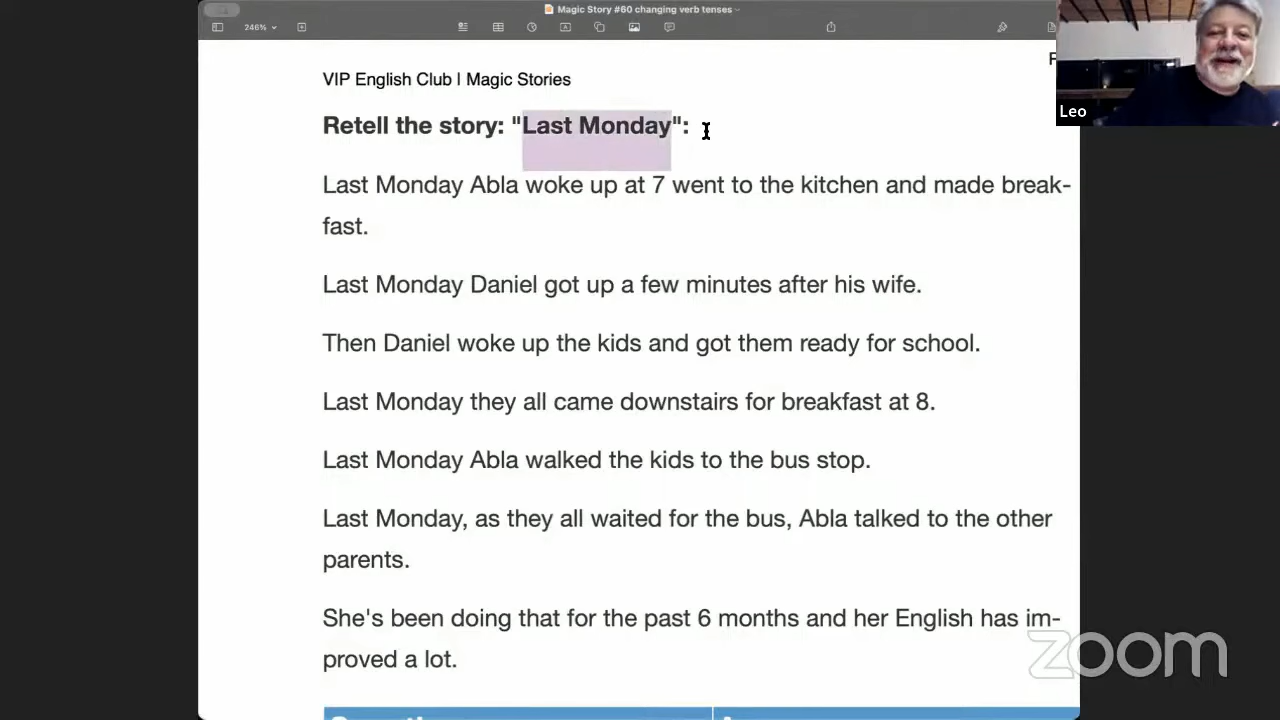 Magic Story #60 changing verb tenses
246%
VIP English Club | Magic Stories
Retell the story: "Last Monday":
Last Monday Abla woke up at 7 went to the kitchen and made break-
fast.
Last Monday Daniel got up a few minutes after his wife.
Then Daniel woke up the kids and got them ready for school.
Last Monday they all came downstairs for breakfast at 8.
Last Monday Abla walked the kids to the bus stop.
Last Monday, as they all waited for the bus, Abla talked to the other
parents.
She's been doing that for the past 6 months and her English has im-
proved a lot.
Leo
zoom